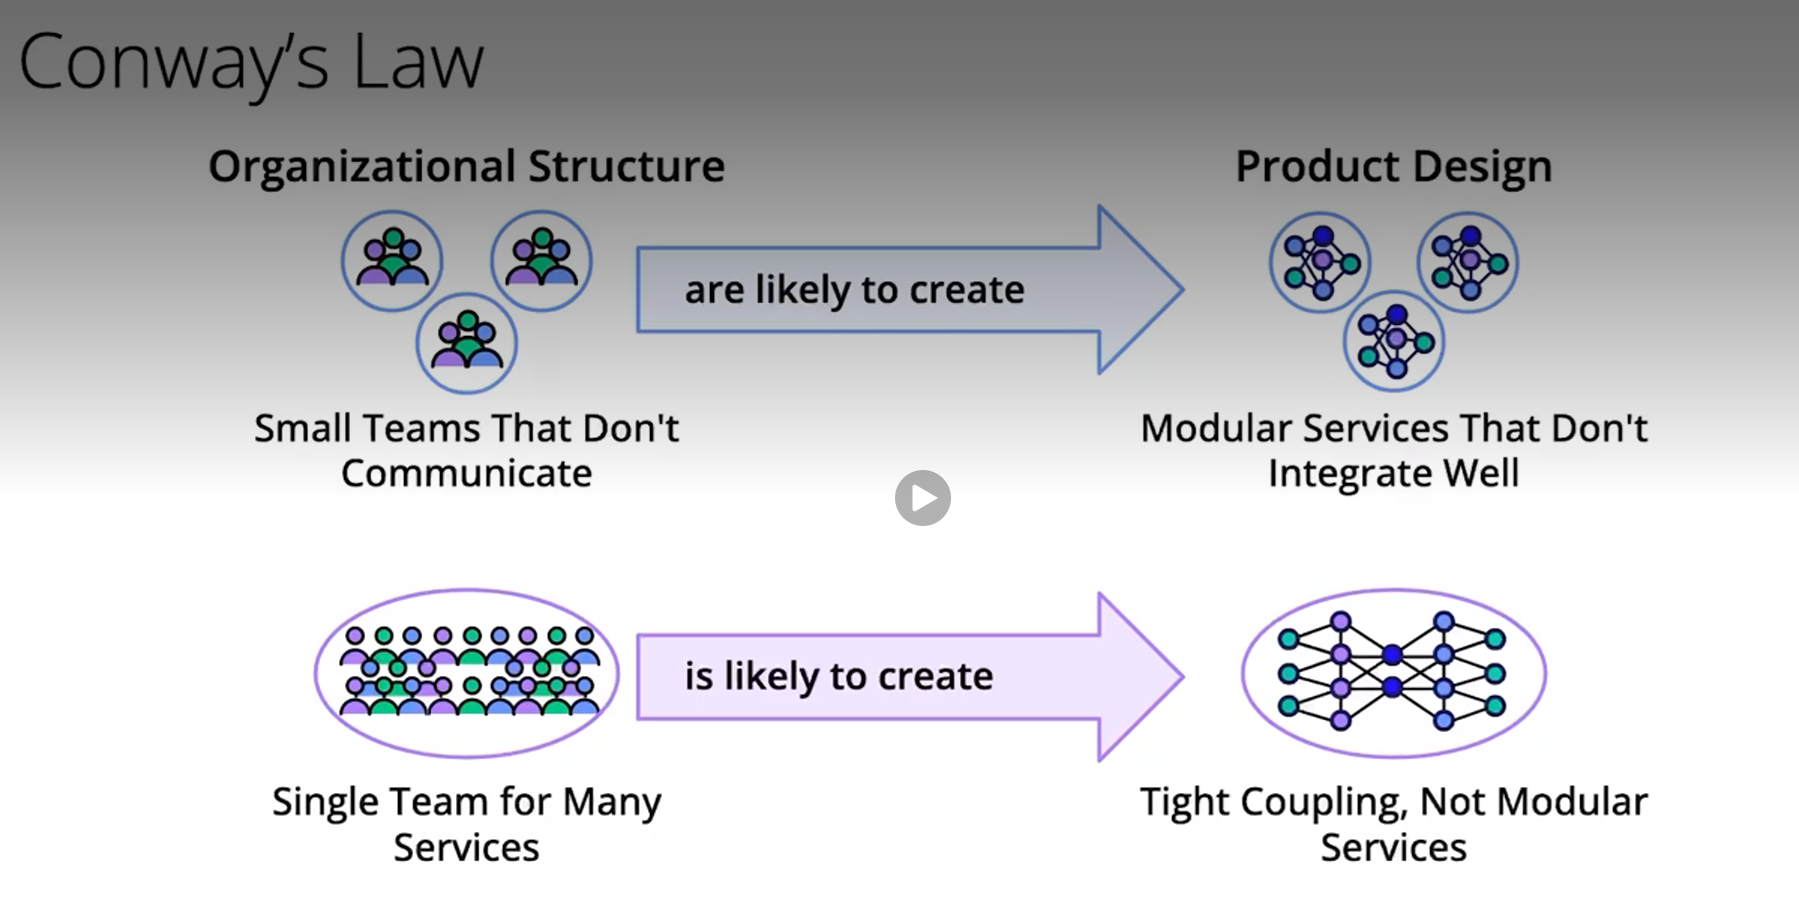 Conway’s Law
Organizational Structure
Product Design
are likely to create
Small Teams That Don't
Communicate
Modular Services That Don't
Integrate Well
is likely to create
Single Team for Many
Services
Tight Coupling, Not Modular
Services